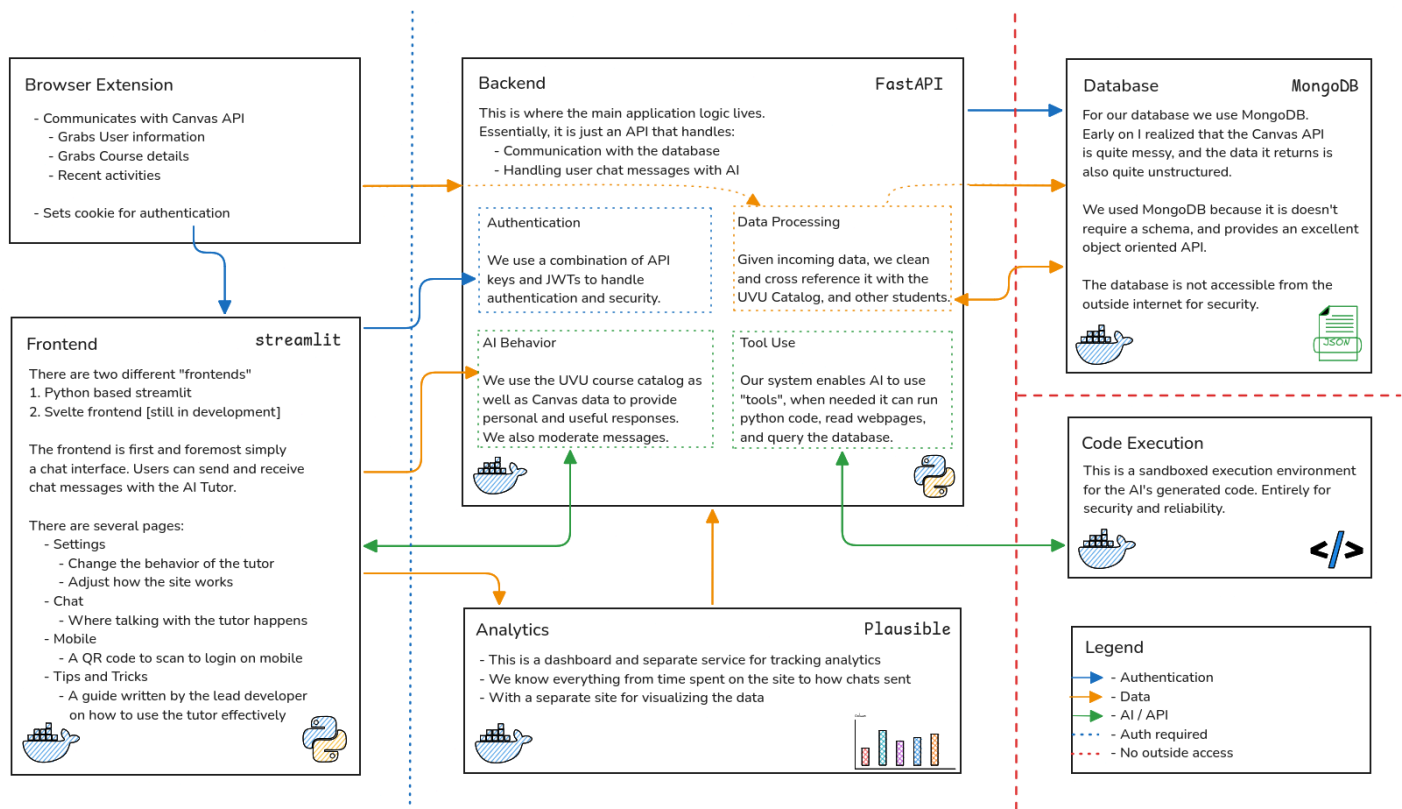 Browser Extension
- Communicates with Canvas API
- Grabs User information
- Grabs Course details
- Recent activities
- Sets cookie for authentication
Frontend
streamlit
There are two different "frontends"
1. Python based streamlit
2. Svelte frontend [still in development]
The frontend is first and foremost simply
a chat interface. Users can send and receive
chat messages with the AI Tutor.
There are several pages:
- Settings
- Change the behavior of the tutor
- Adjust how the site works
- Chat
- Where talking with the tutor happens
- Mobile
- A QR code to scan to login on mobile
- Tips and Tricks
- A guide written by the lead developer
on how to use the tutor effectively
Backend
FastAPI
This is where the main application logic lives.
Essentially, it is just an API that handles:
- Communication with the database
- Handling user chat messages with AI
Authentication
We use a combination of API
keys and JWTs to handle
authentication and security.
Data Processing
Given incoming data, we clean
and cross reference it with the
UVU Catalog, and other students.
AI Behavior
We use the UVU course catalog as
well as Canvas data to provide
personal and useful responses.
We also moderate messages.
Tool Use
Our system enables AI to use
"tools", when needed it can run
python code, read webpages,
and query the database.
Analytics
Plausible
- This is a dashboard and separate service for tracking analytics
- We know everything from time spent on the site to how chats sent
- With a separate site for visualizing the data
Database
MongoDB
For our database we use MongoDB.
Early on I realized that the Canvas API
is quite messy, and the data it returns is
also quite unstructured.
We used MongoDB because it is doesn't
require a schema, and provides an excellent
object oriented API.
The database is not accessible from the
outside internet for security.
JSON
Code Execution
This is a sandboxed execution environment
for the AI's generated code. Entirely for
security and reliability.
</>
Legend
- Authentication
- Data
- AI / API
- Auth required
- No outside access